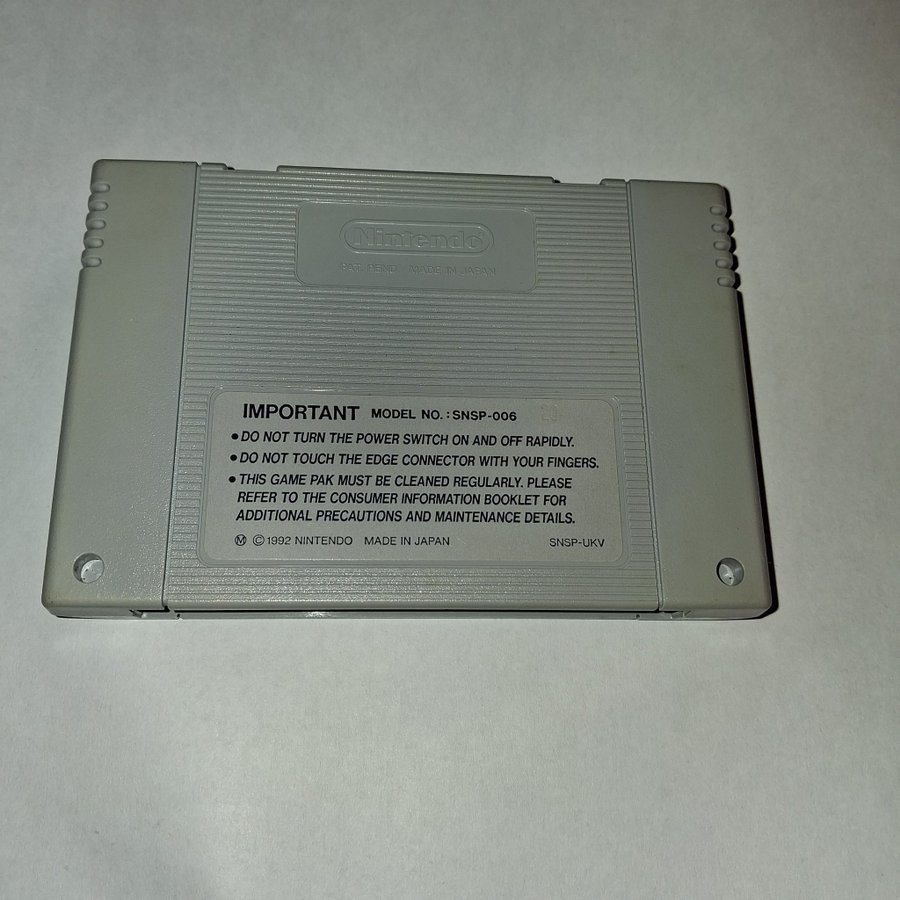 Nintendo
PAT. PEND MADE IN JAPAN
IMPORTANT MODEL NO.: SNSP-006
• DO NOT TURN THE POWER SWITCH ON AND OFF RAPIDLY.
• DO NOT TOUCH THE EDGE CONNECTOR WITH YOUR FINGERS.
• THIS GAME PAK MUST BE CLEANED REGULARLY. PLEASE
REFER TO THE CONSUMER INFORMATION BOOKLET FOR
ADDITIONAL PRECAUTIONS AND MAINTENANCE DETAILS.
Ⓜ © 1992 NINTENDO MADE IN JAPAN SNSP-UKV